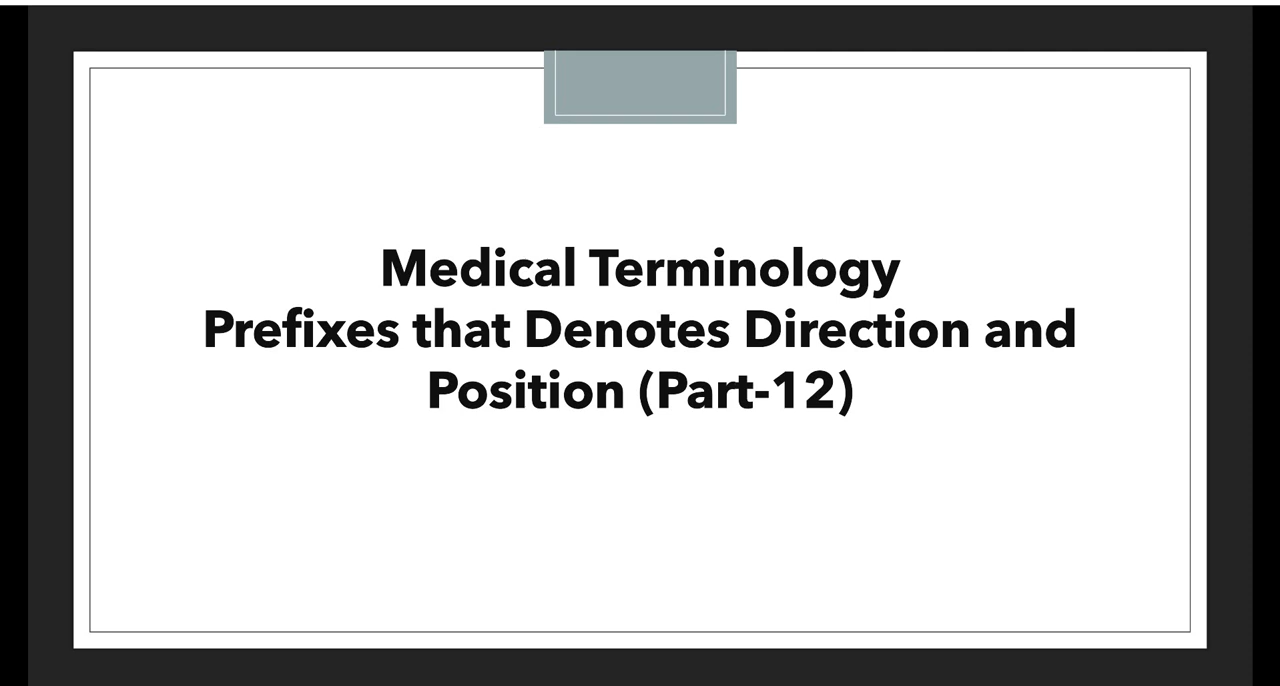 Medical Terminology
Prefixes that Denotes Direction and
Position (Part-12)